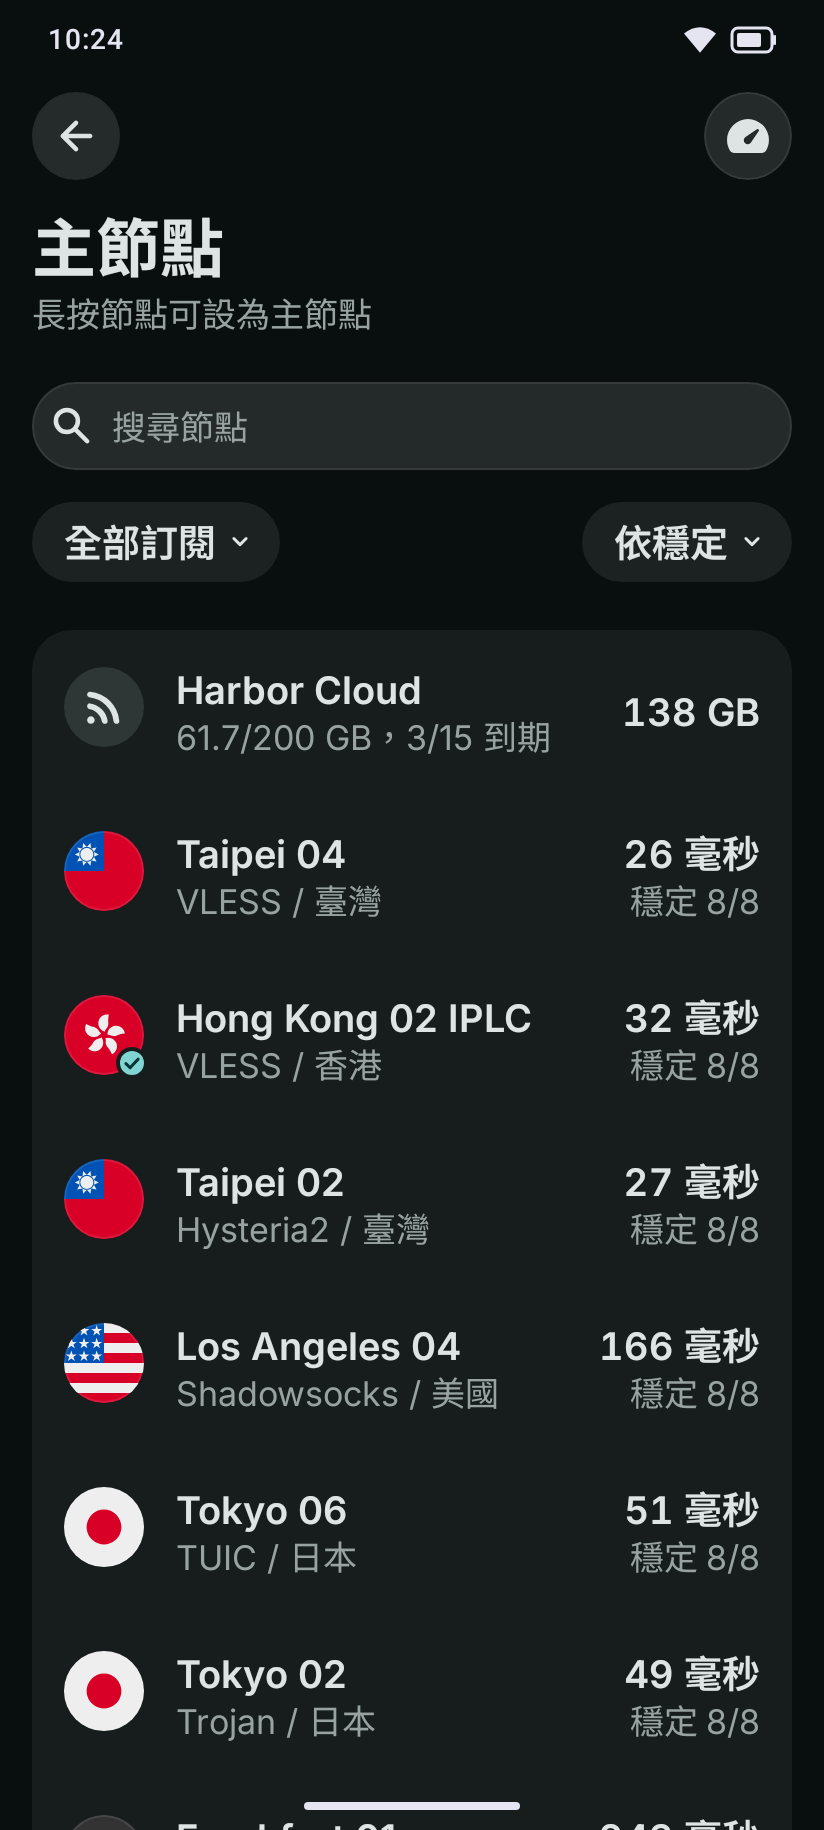 10:24
主節點
長按節點可設為主節點
搜尋節點
全部訂閱
依穩定
Harbor Cloud
61.7/200 GB，3/15 到期
138 GB
Taipei 04
VLESS / 臺灣
26 毫秒
穩定 8/8
Hong Kong 02 IPLC
VLESS / 香港
32 毫秒
穩定 8/8
Taipei 02
Hysteria2 / 臺灣
27 毫秒
穩定 8/8
Los Angeles 04
Shadowsocks / 美國
166 毫秒
穩定 8/8
Tokyo 06
TUIC / 日本
51 毫秒
穩定 8/8
Tokyo 02
Trojan / 日本
49 毫秒
穩定 8/8